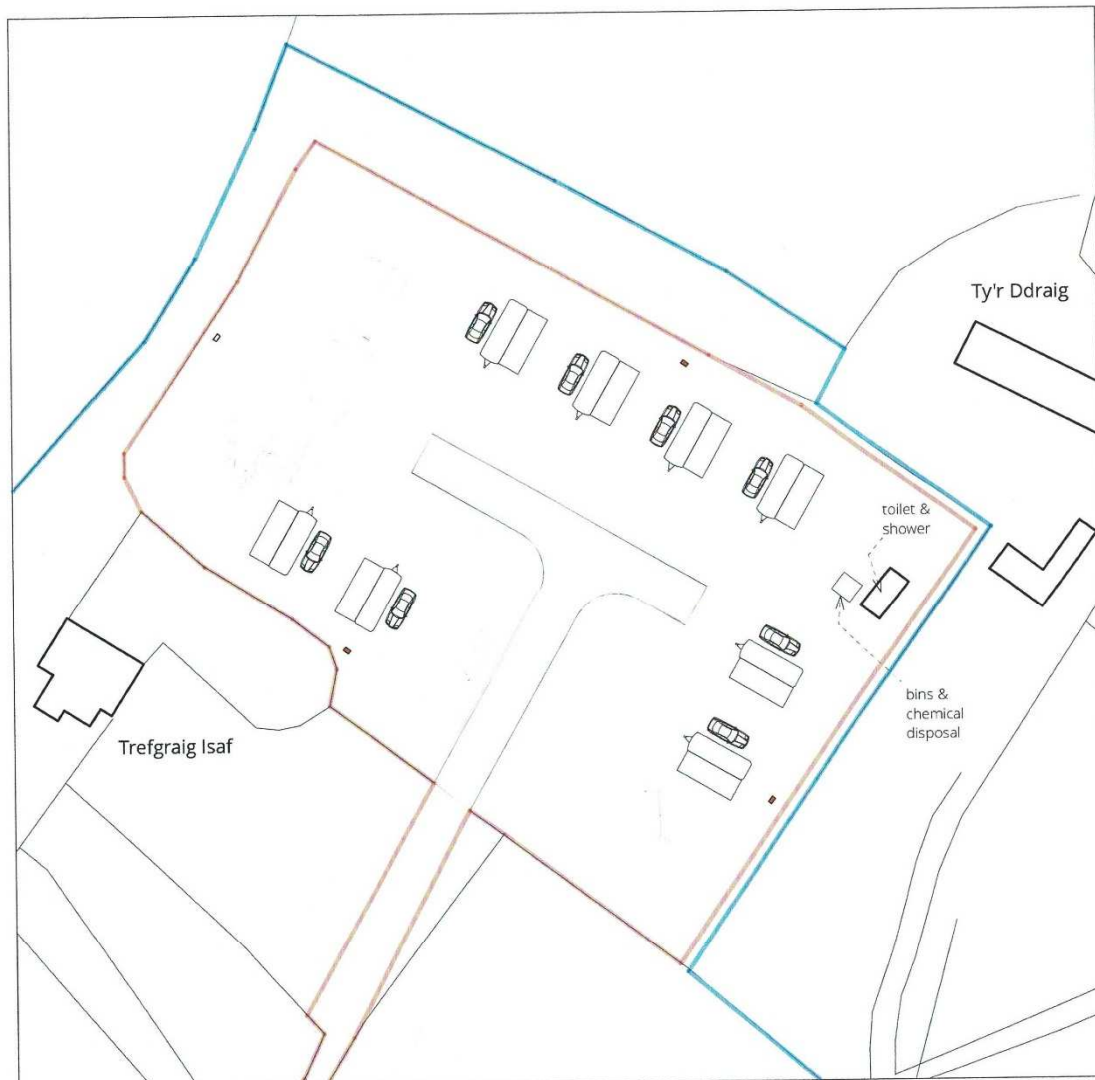 Ty'r Ddraig
toilet &
shower
bins &
chemical
disposal
Trefgraig Isaf